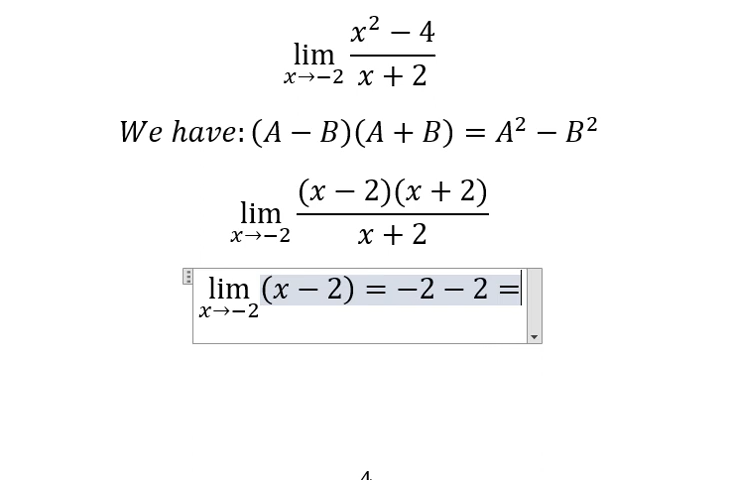 lim x→−2 x² − 4 / x + 2
We have: (A − B)(A + B) = A² − B²
lim x→−2 (x − 2)(x + 2) / x + 2
lim x→−2 (x − 2) = −2 − 2 =